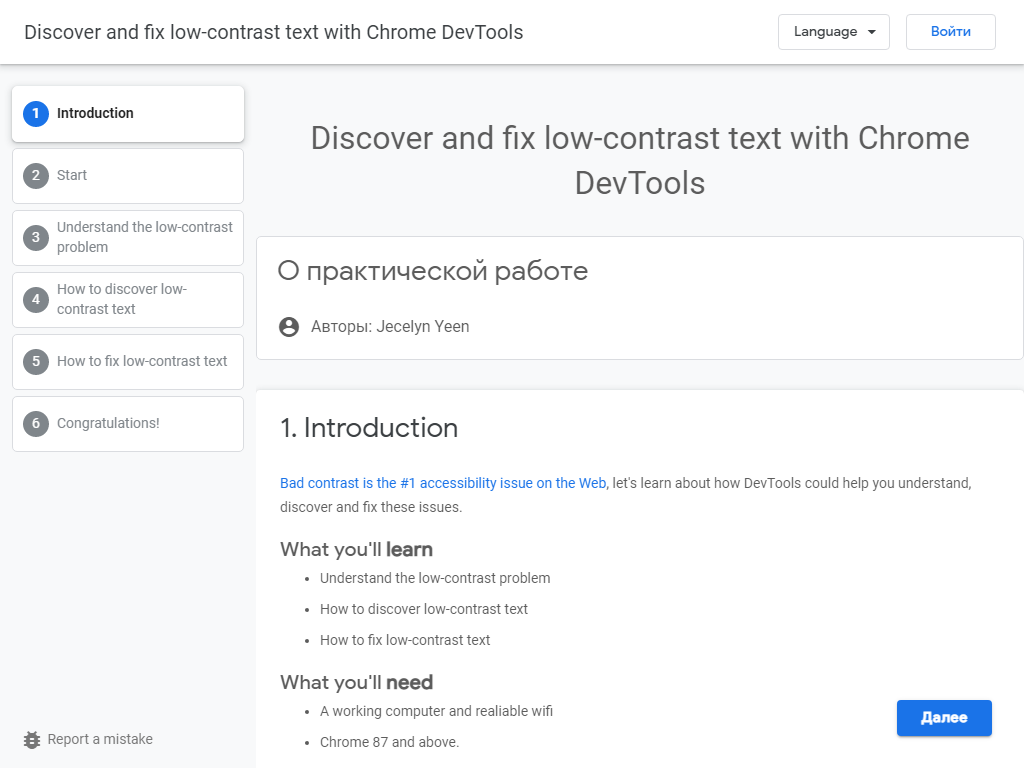 Discover and fix low-contrast text with Chrome DevTools
Language
Войти
1 Introduction
2 Start
3 Understand the low-contrast
problem
4 How to discover low-
contrast text
5 How to fix low-contrast text
6 Congratulations!
Report a mistake
Discover and fix low-contrast text with Chrome
DevTools
О практической работе
Авторы: Jecelyn Yeen
1. Introduction
Bad contrast is the #1 accessibility issue on the Web, let's learn about how DevTools could help you understand,
discover and fix these issues.
What you'll learn
• Understand the low-contrast problem
• How to discover low-contrast text
• How to fix low-contrast text
What you'll need
• A working computer and realiable wifi
• Chrome 87 and above.
Далее